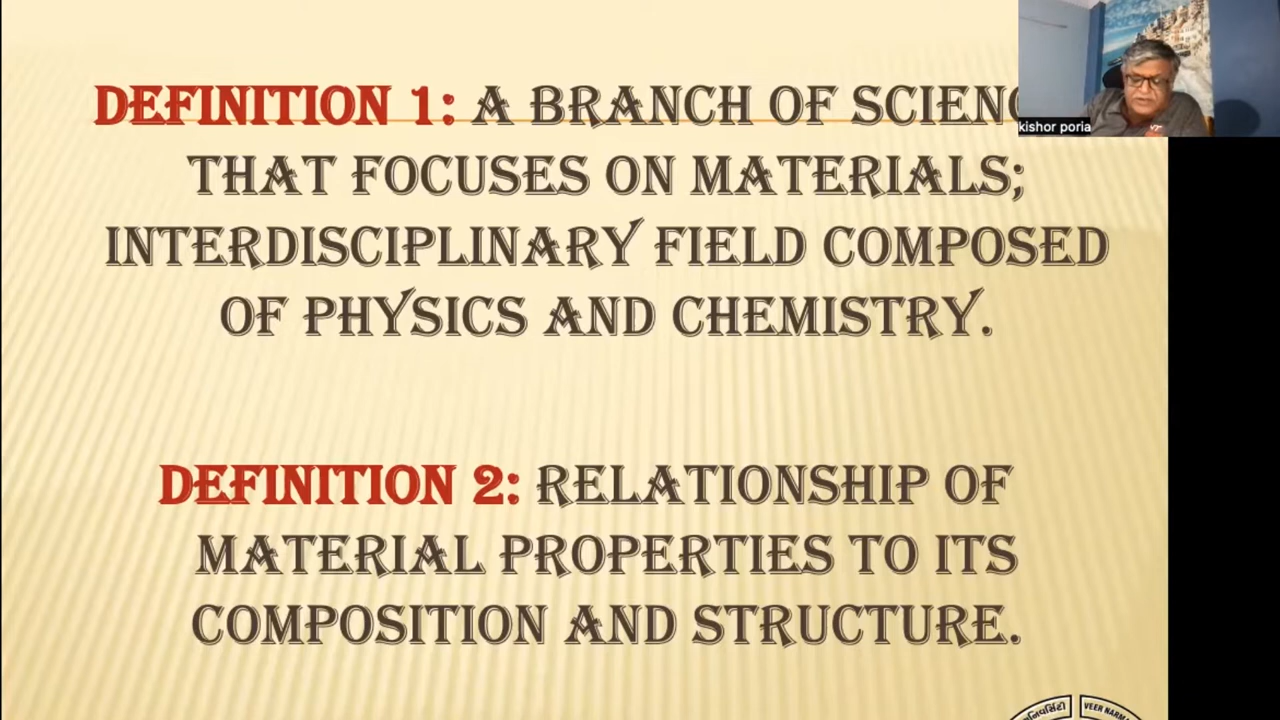 DEFINITION 1: A BRANCH OF
THAT FOCUSES ON MATERIALS;
INTERDISCIPLINARY FIELD COMPOSED
OF PHYSICS AND CHEMISTRY.
DEFINITION 2: RELATIONSHIP OF
MATERIAL PROPERTIES TO ITS
COMPOSITION AND STRUCTURE.
kishor poria
VEER